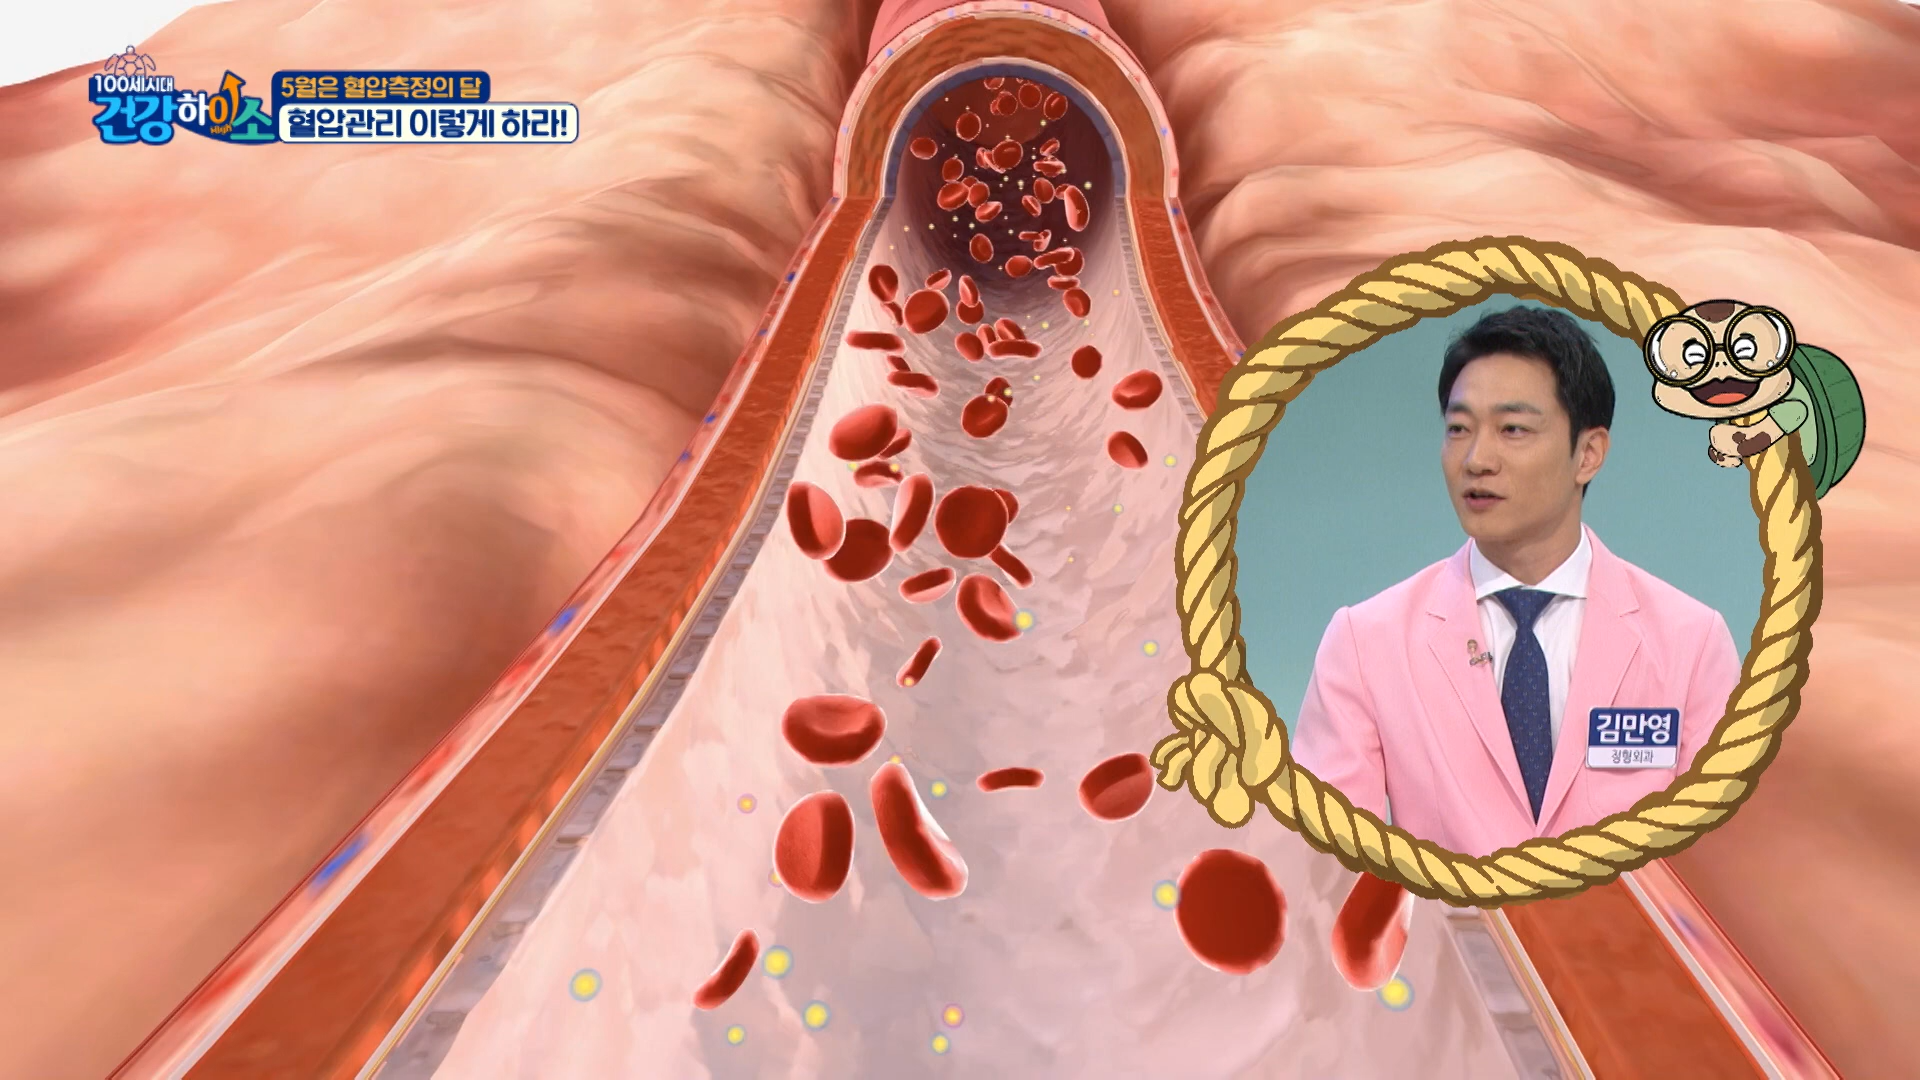 100세시대
건강하이소
High
5월은 혈압측정의 달
혈압관리 이렇게 하라!
김만영
정형외과